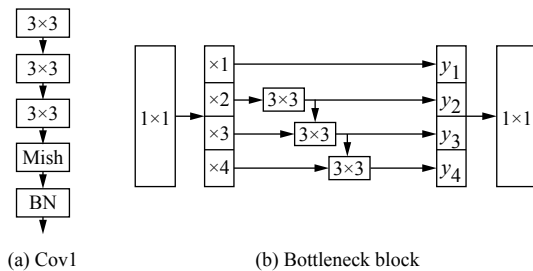 3×3
3×3
3×3
Mish
BN
(a) Cov1
1×1
×1
×2
×3
×4
3×3
3×3
3×3
y1
y2
y3
y4
1×1
(b) Bottleneck block